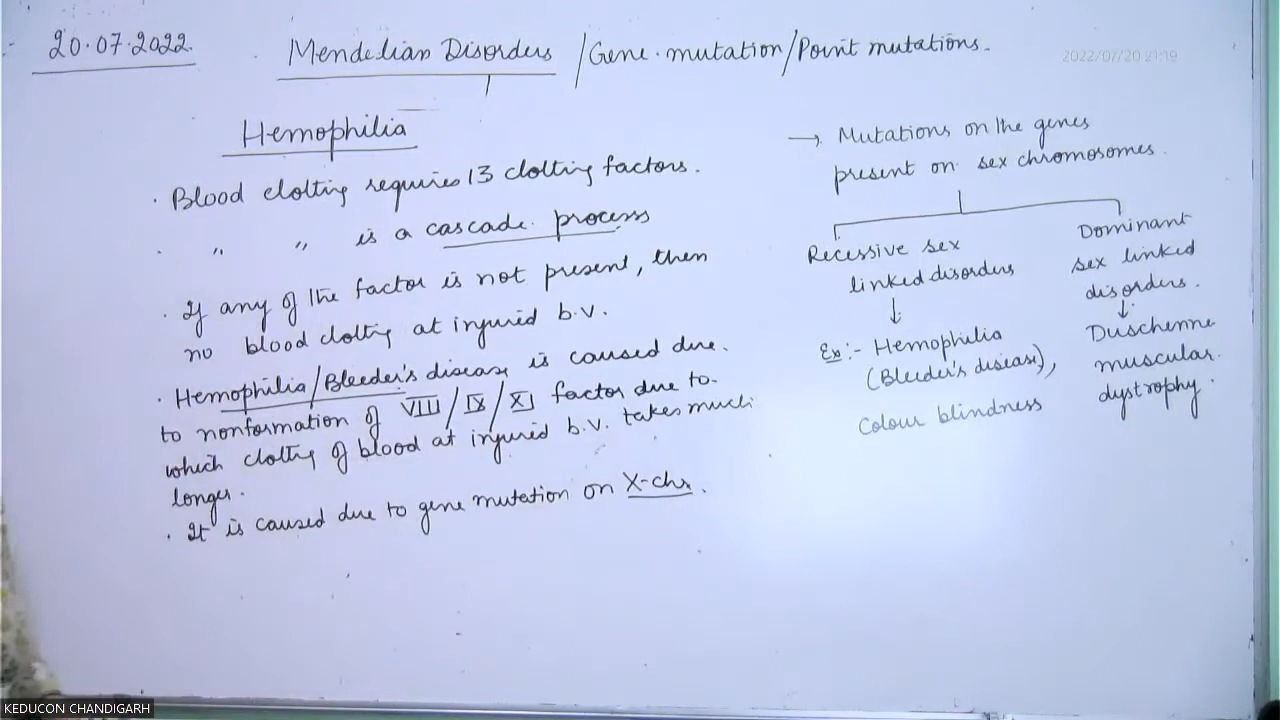 20.07.2022.
Mendelian Disorders /Gene mutation/Point mutations.
2022/07/20 21:19
Hemophilia
· Blood clotting requires 13 clotting factors.
· " " is a cascade process
· If any of the factor is not present, then
no blood clottig at injured b.v.
· Hemophilia/Bleeder's disease is caused due
to nonformation of VIII/IX/XI factor due to
which clottig of blood at injured b.v. takes much
longer.
· It is caused due to gene mutation on X-chr.
→ Mutations on the genes
present on sex chromosomes.
Recessive sex
linked disorders
↓
Ex:- Hemophilia
(Bleeder's disease),
Colour blindness
Dominant
sex linked
disorders.
↓
Duschenne
muscular
dystrophy.
KEDUCON CHANDIGARH